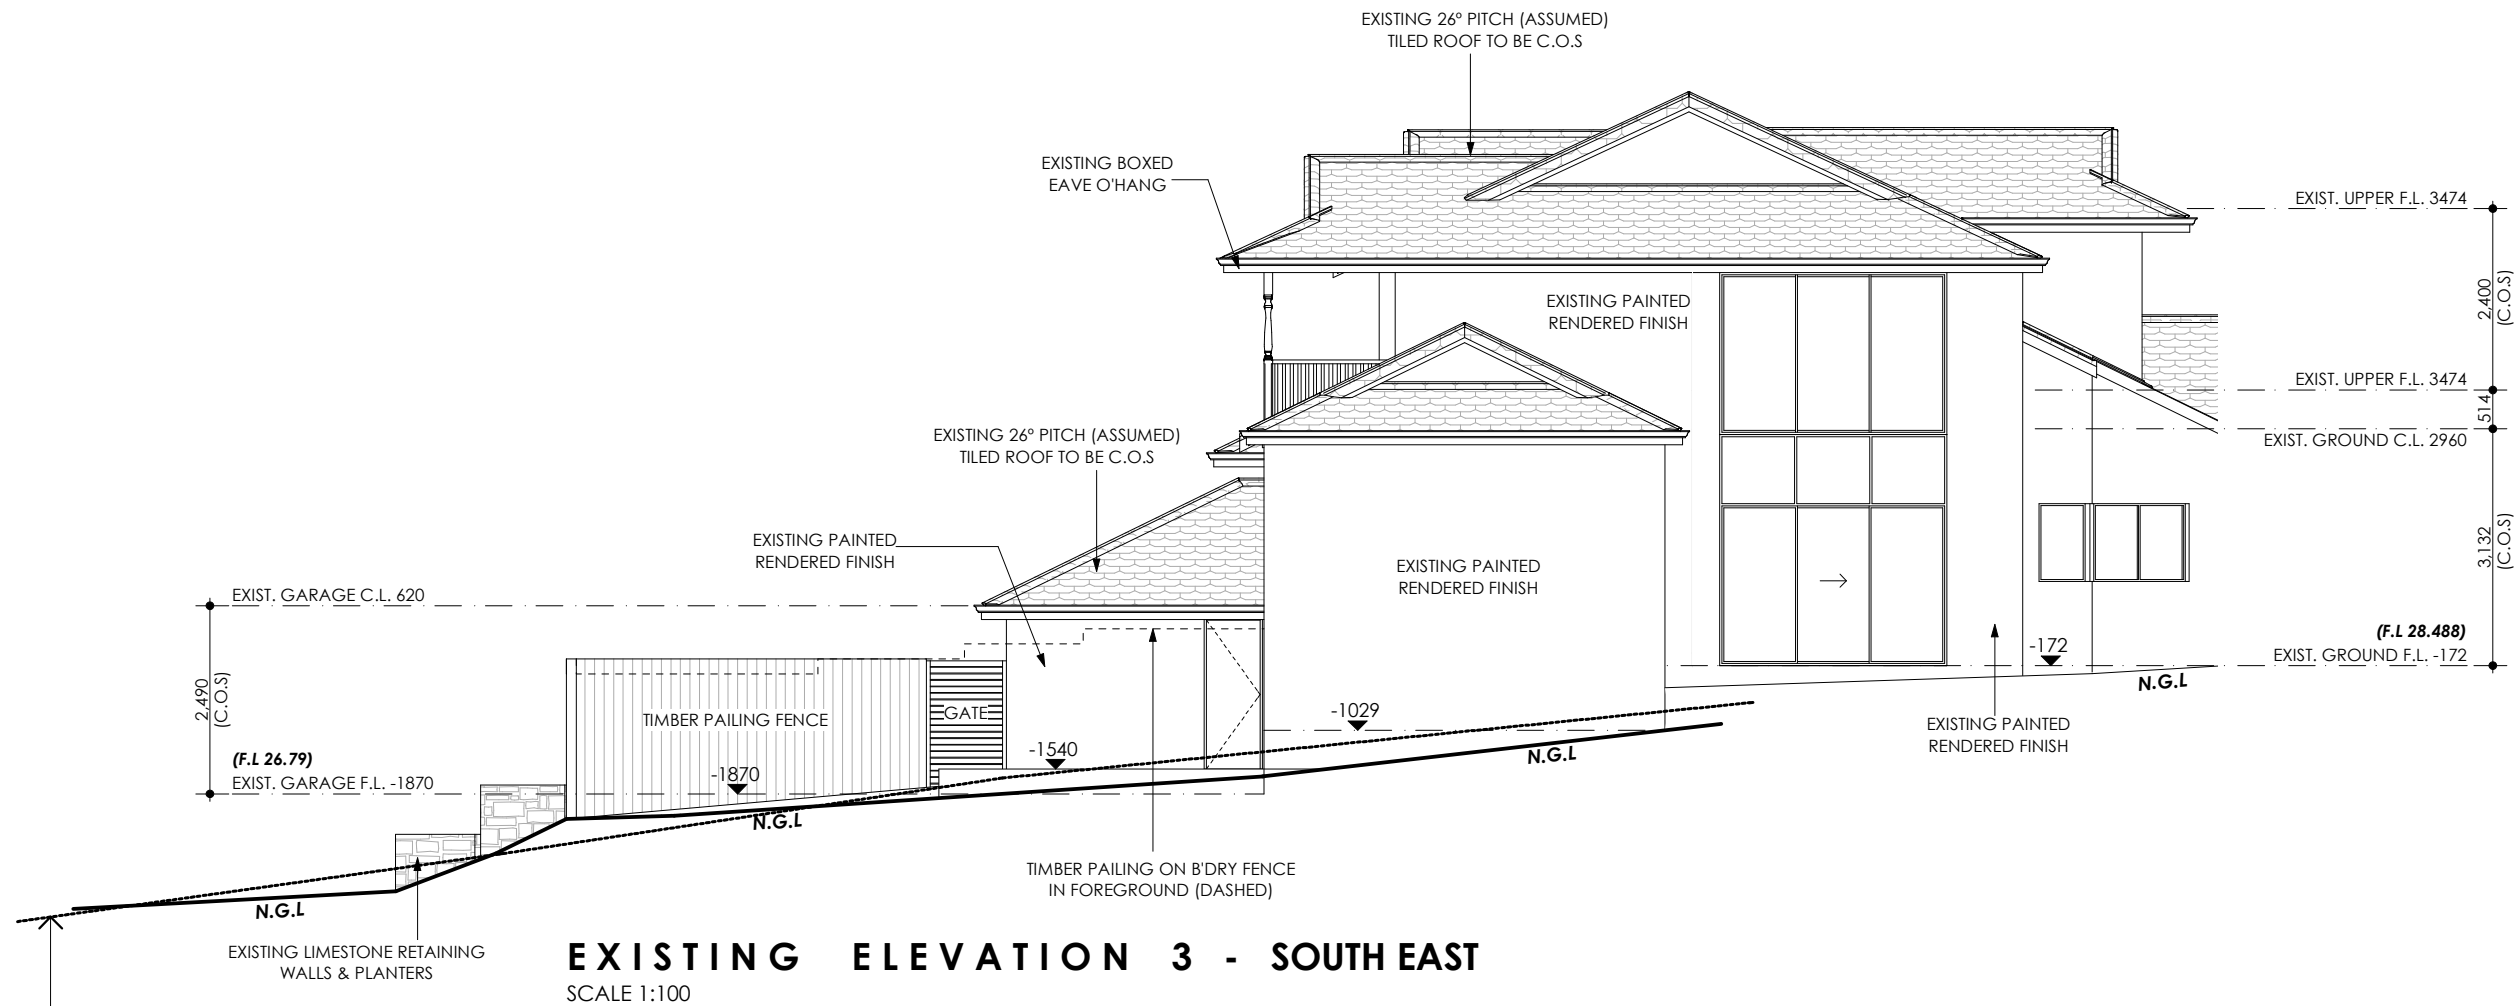 EXISTING 26° PITCH (ASSUMED)
TILED ROOF TO BE C.O.S
EXISTING BOXED
EAVE O'HANG
EXIST. UPPER F.L. 3474
2,400
(C.O.S)
EXISTING PAINTED
RENDERED FINISH
EXIST. UPPER F.L. 3474
514
EXIST. GROUND C.L. 2960
EXISTING 26° PITCH (ASSUMED)
TILED ROOF TO BE C.O.S
EXISTING PAINTED
RENDERED FINISH
EXISTING PAINTED
RENDERED FINISH
3,132
(C.O.S)
EXIST. GARAGE C.L. 620
(F.L 28.488)
EXIST. GROUND F.L. -172
-172
N.G.L
2,490
(C.O.S)
TIMBER PAILING FENCE
GATE
-1029
EXISTING PAINTED
RENDERED FINISH
(F.L 26.79)
EXIST. GARAGE F.L. -1870
-1870
-1540
N.G.L
N.G.L
TIMBER PAILING ON B'DRY FENCE
IN FOREGROUND (DASHED)
N.G.L
EXISTING LIMESTONE RETAINING
WALLS & PLANTERS
EXISTING ELEVATION 3 - SOUTH EAST
SCALE 1:100